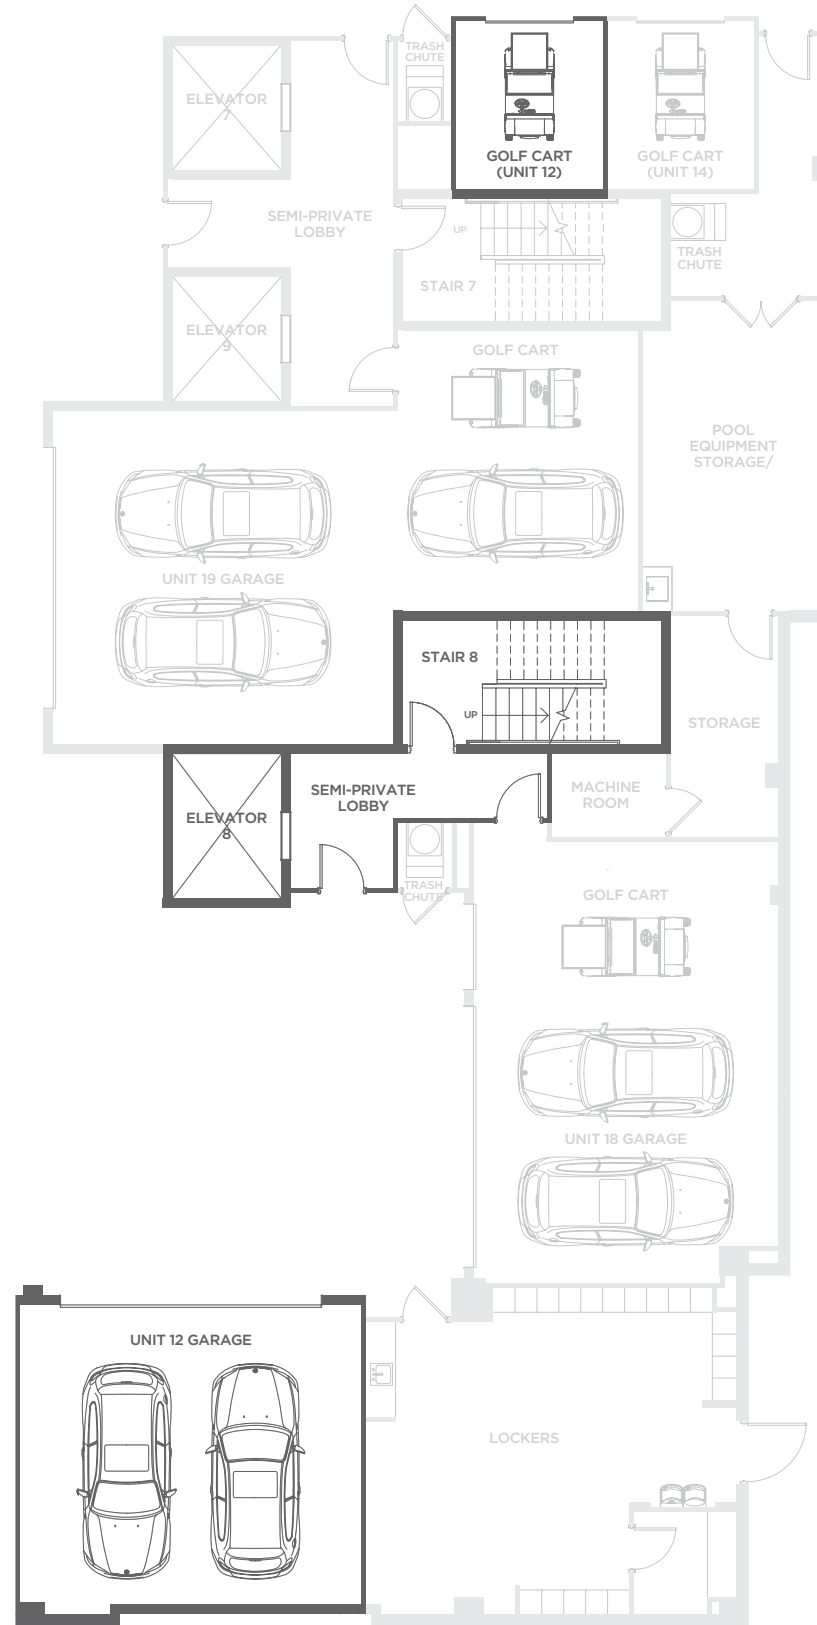 TRASH
CHUTE
ELEVATOR
7
GOLF CART
(UNIT 12)
GOLF CART
(UNIT 14)
SEMI-PRIVATE
LOBBY
UP
TRASH
CHUTE
STAIR 7
ELEVATOR
9
GOLF CART
POOL
EQUIPMENT
STORAGE/
UNIT 19 GARAGE
STAIR 8
UP
STORAGE
SEMI-PRIVATE
LOBBY
MACHINE
ROOM
ELEVATOR
8
TRASH
CHUTE
GOLF CART
UNIT 18 GARAGE
UNIT 12 GARAGE
LOCKERS